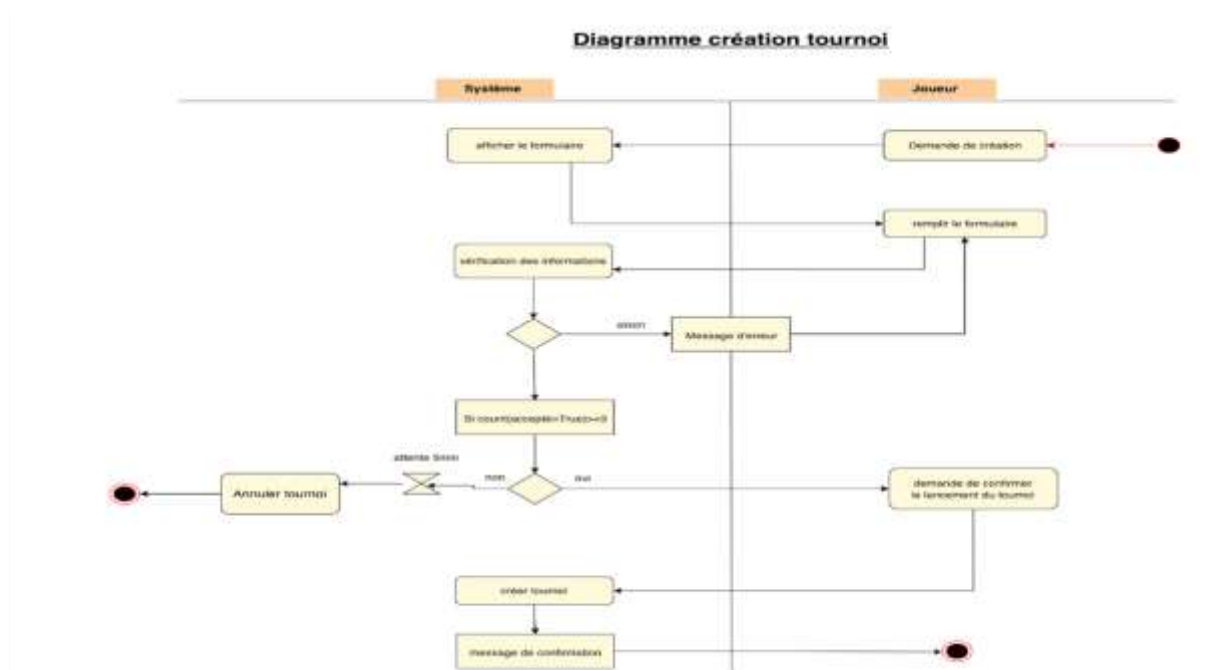 Diagramme création tournoi
Système
Joueur
afficher le formulaire
Demande de création
remplir le formulaire
vérification des informations
sinon
Message d'erreur
attente 5min
non
oui
Annuler tournoi
demande de confirmer
le lancement du tournoi
créer tournoi
message de confirmation